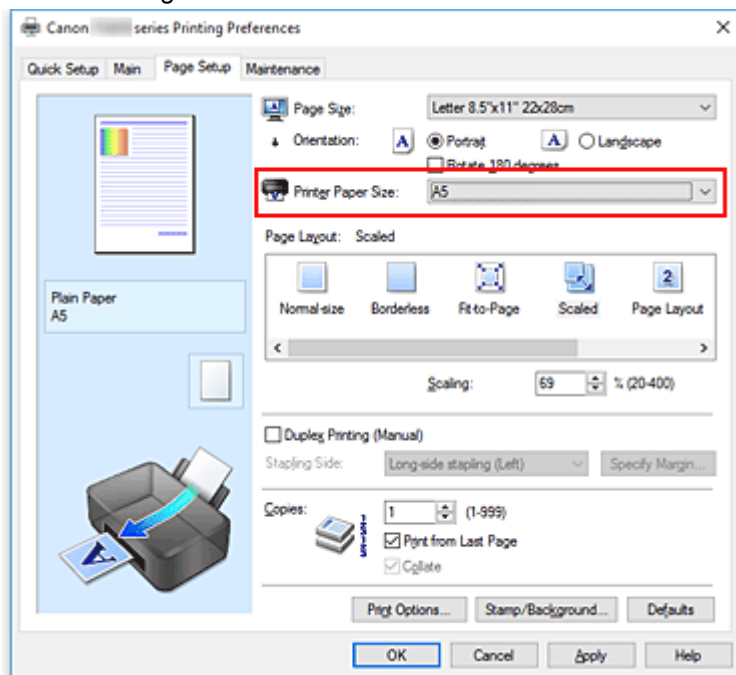 Canon series Printing Preferences
Quick Setup Main Page Setup Maintenance
Page Size: Letter 8.5"x11" 22x28cm
Orientation: A Portrait A Landscape
Rotate 180 degrees
Printer Paper Size: A5
Page Layout: Scaled
Normal-size Borderless Fit-to-Page Scaled Page Layout
Plain Paper
A5
Scaling: 69 % (20-400)
Duplex Printing (Manual)
Stapling Side: Long-side stapling (Left) Specify Margin...
Copies: 1 (1-999)
Print from Last Page
Collate
Print Options... Stamp/Background... Defaults
OK Cancel Apply Help